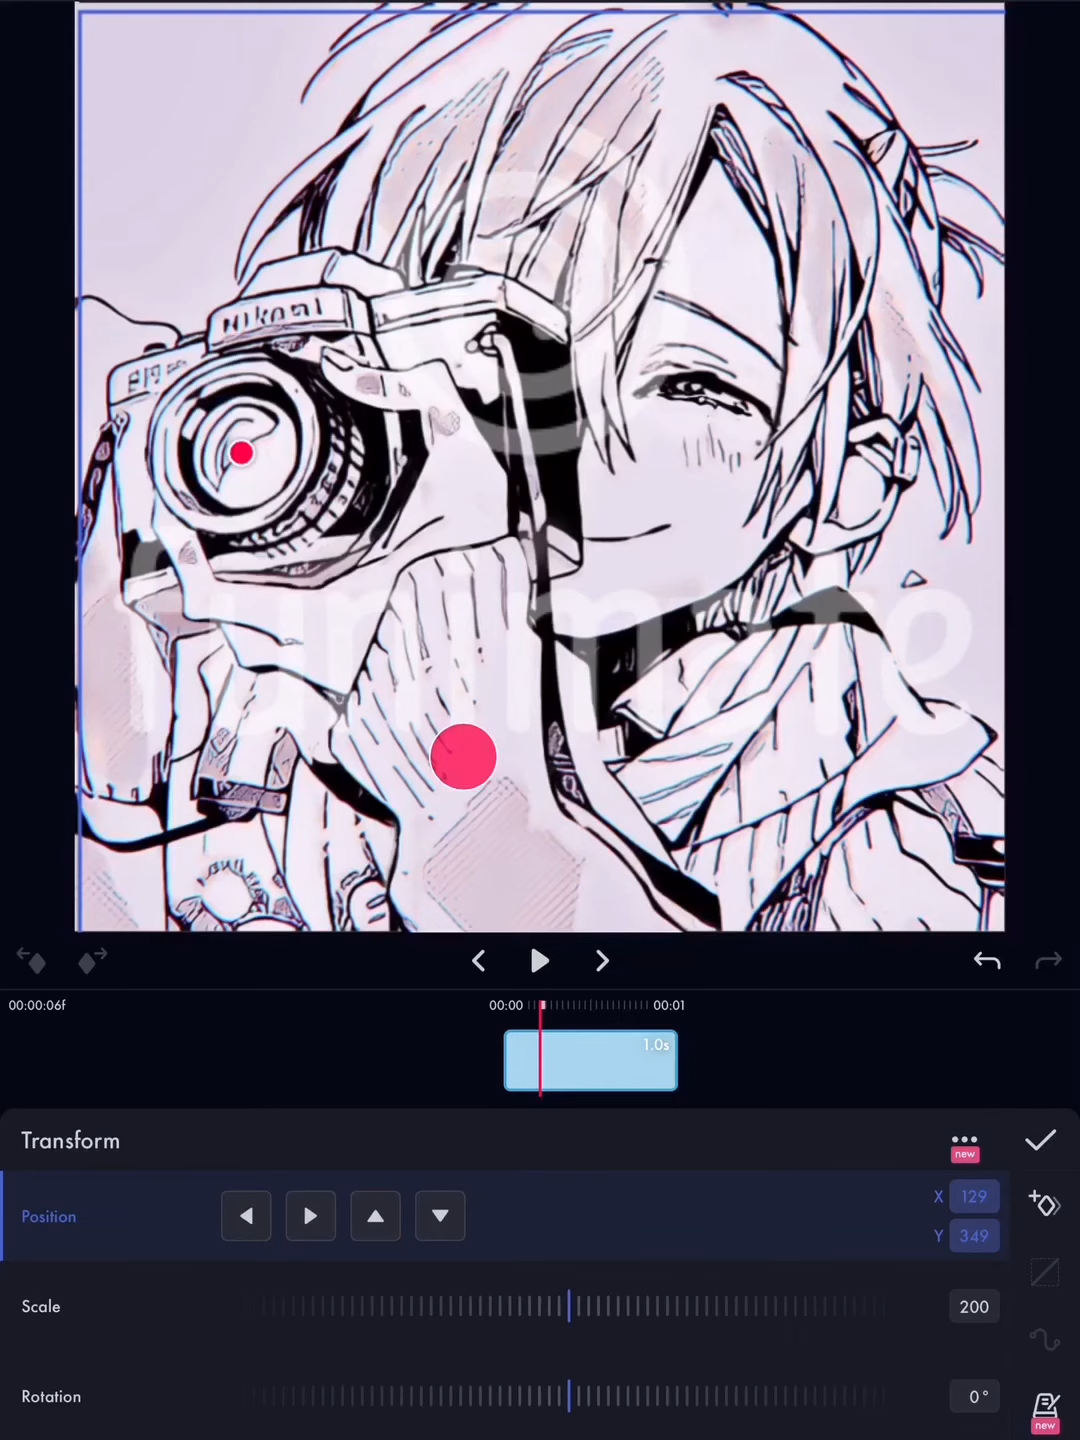 Nikon
funimate
00:00:06f
00:00
00:01
1.0s
Transform
new
Position
X 129
Y 349
Scale
200
Rotation
0°
new